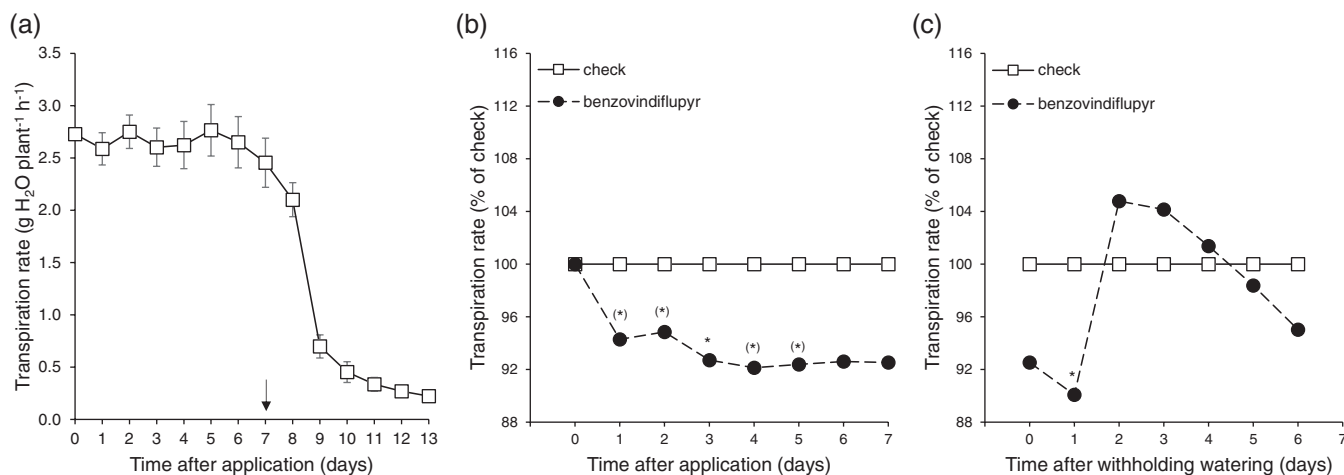 (a)
3.5
3.0
2.5
2.0
1.5
1.0
0.5
0.0
Transpiration rate (g H₂O plant⁻¹ h⁻¹)
0 1 2 3 4 5 6 7 8 9 10 11 12 13
Time after application (days)
(b)
116
112
108
104
100
96
92
88
Transpiration rate (% of check)
check
benzovindiflupyr
(*) (*) * (*) (*)
0 1 2 3 4 5 6 7
Time after application (days)
(c)
116
112
108
104
100
96
92
88
Transpiration rate (% of check)
check
benzovindiflupyr
*
0 1 2 3 4 5 6 7
Time after withholding watering (days)